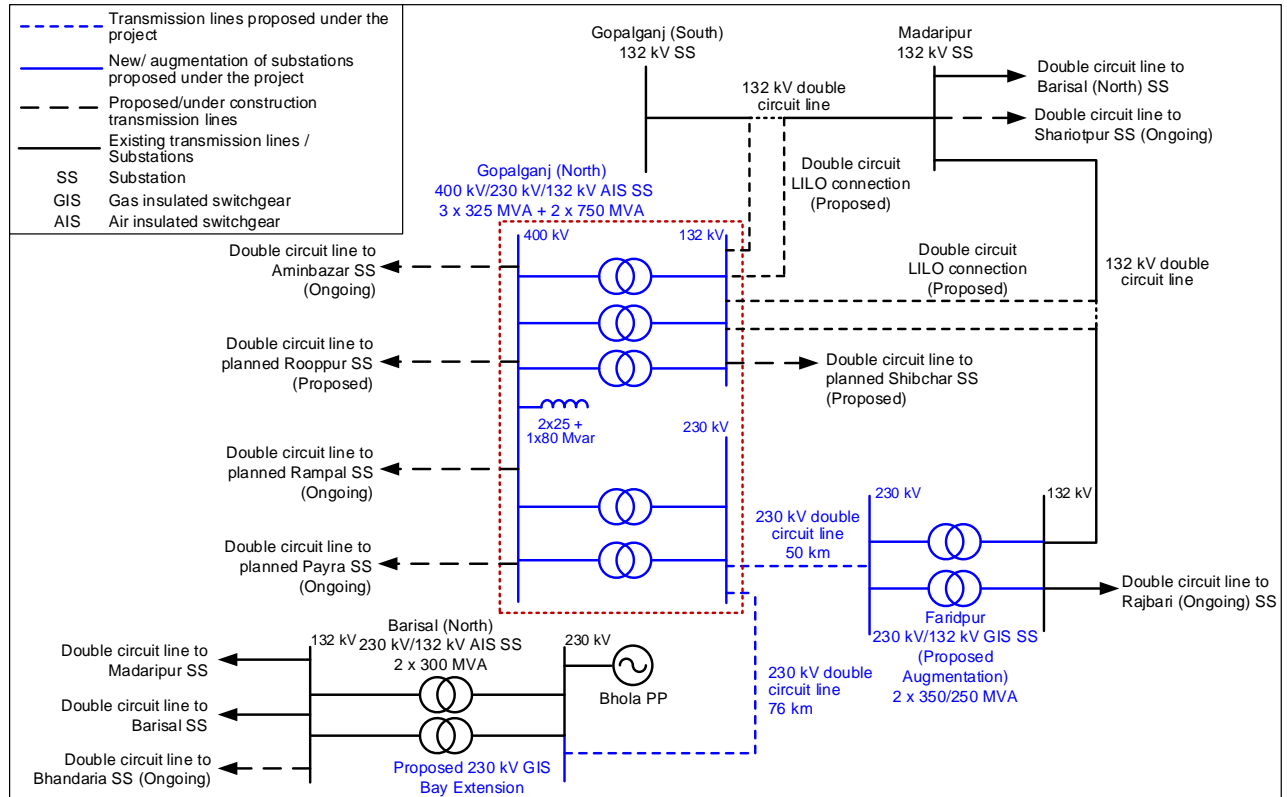 Transmission lines proposed under the
project
New/ augmentation of substations
proposed under the project
Proposed/under construction
transmission lines
Existing transmission lines /
Substations
SS Substation
GIS Gas insulated switchgear
AIS Air insulated switchgear
Gopalganj (South)
132 kV SS
Madaripur
132 kV SS
132 kV double
circuit line
Double circuit line to
Barisal (North) SS
Double circuit line to
Shariotpur SS (Ongoing)
Double circuit
LILO connection
(Proposed)
Gopalganj (North)
400 kV/230 kV/132 kV AIS SS
3 x 325 MVA + 2 x 750 MVA
400 kV
132 kV
Double circuit line to
Aminbazar SS
(Ongoing)
Double circuit
LILO connection
(Proposed)
132 kV double
circuit line
Double circuit line to
planned Rooppur SS
(Proposed)
Double circuit line to
planned Shibchar SS
(Proposed)
2x25 +
1x80 Mvar
230 kV
Double circuit line to
planned Rampal SS
(Ongoing)
Double circuit line to
planned Payra SS
(Ongoing)
230 kV double
circuit line
50 km
230 kV
132 kV
Double circuit line to
Rajbari (Ongoing) SS
Faridpur
230 kV/132 kV GIS SS
(Proposed
Augmentation)
2 x 350/250 MVA
Barisal (North)
230 kV/132 kV AIS SS
2 x 300 MVA
132 kV
230 kV
Bhola PP
230 kV double
circuit line
76 km
Double circuit line to
Madaripur SS
Double circuit line to
Barisal SS
Double circuit line to
Bhandaria SS (Ongoing)
Proposed 230 kV GIS
Bay Extension